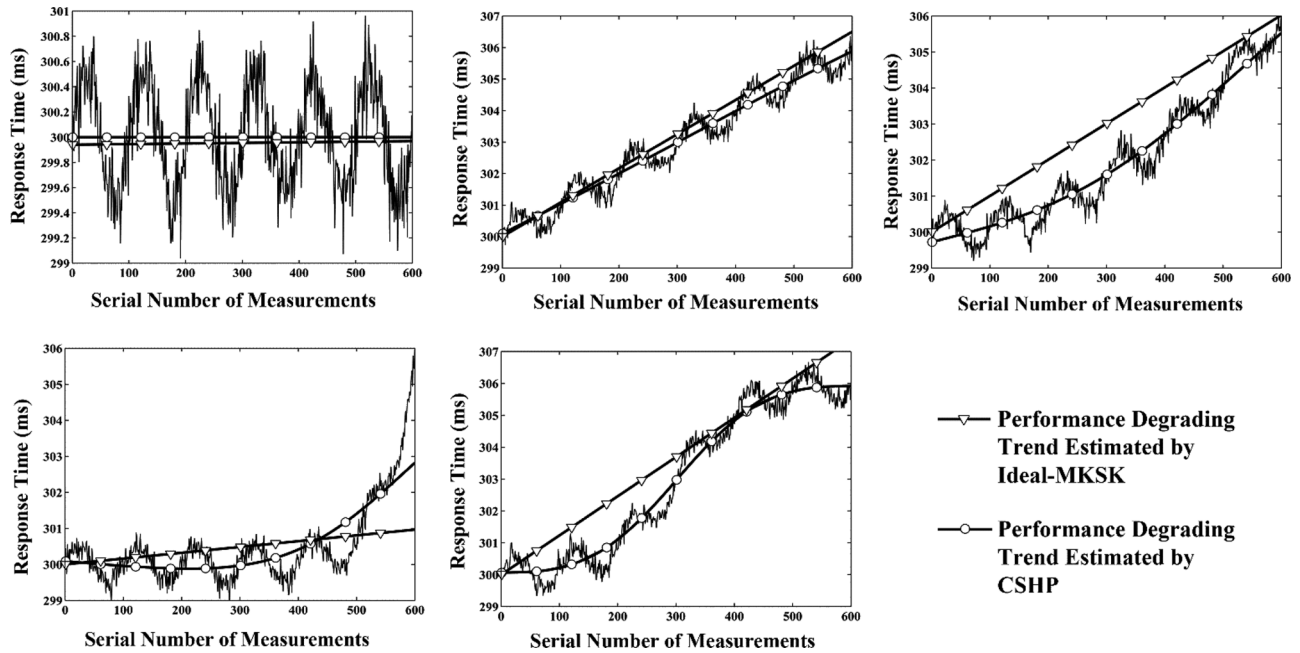 301
300.8
300.6
300.4
300.2
300
299.8
299.6
299.4
299.2
299
Response Time (ms)
0 100 200 300 400 500 600
Serial Number of Measurements
307
306
305
304
303
302
301
300
299
Response Time (ms)
0 100 200 300 400 500 600
Serial Number of Measurements
306
305
304
303
302
301
300
299
Response Time (ms)
0 100 200 300 400 500 600
Serial Number of Measurements
306
305
304
303
302
301
300
299
Response Time (ms)
0 100 200 300 400 500 600
Serial Number of Measurements
307
306
305
304
303
302
301
300
299
Response Time (ms)
0 100 200 300 400 500 600
Serial Number of Measurements
Performance Degrading
Trend Estimated by
Ideal-MKSK
Performance Degrading
Trend Estimated by
CSHP